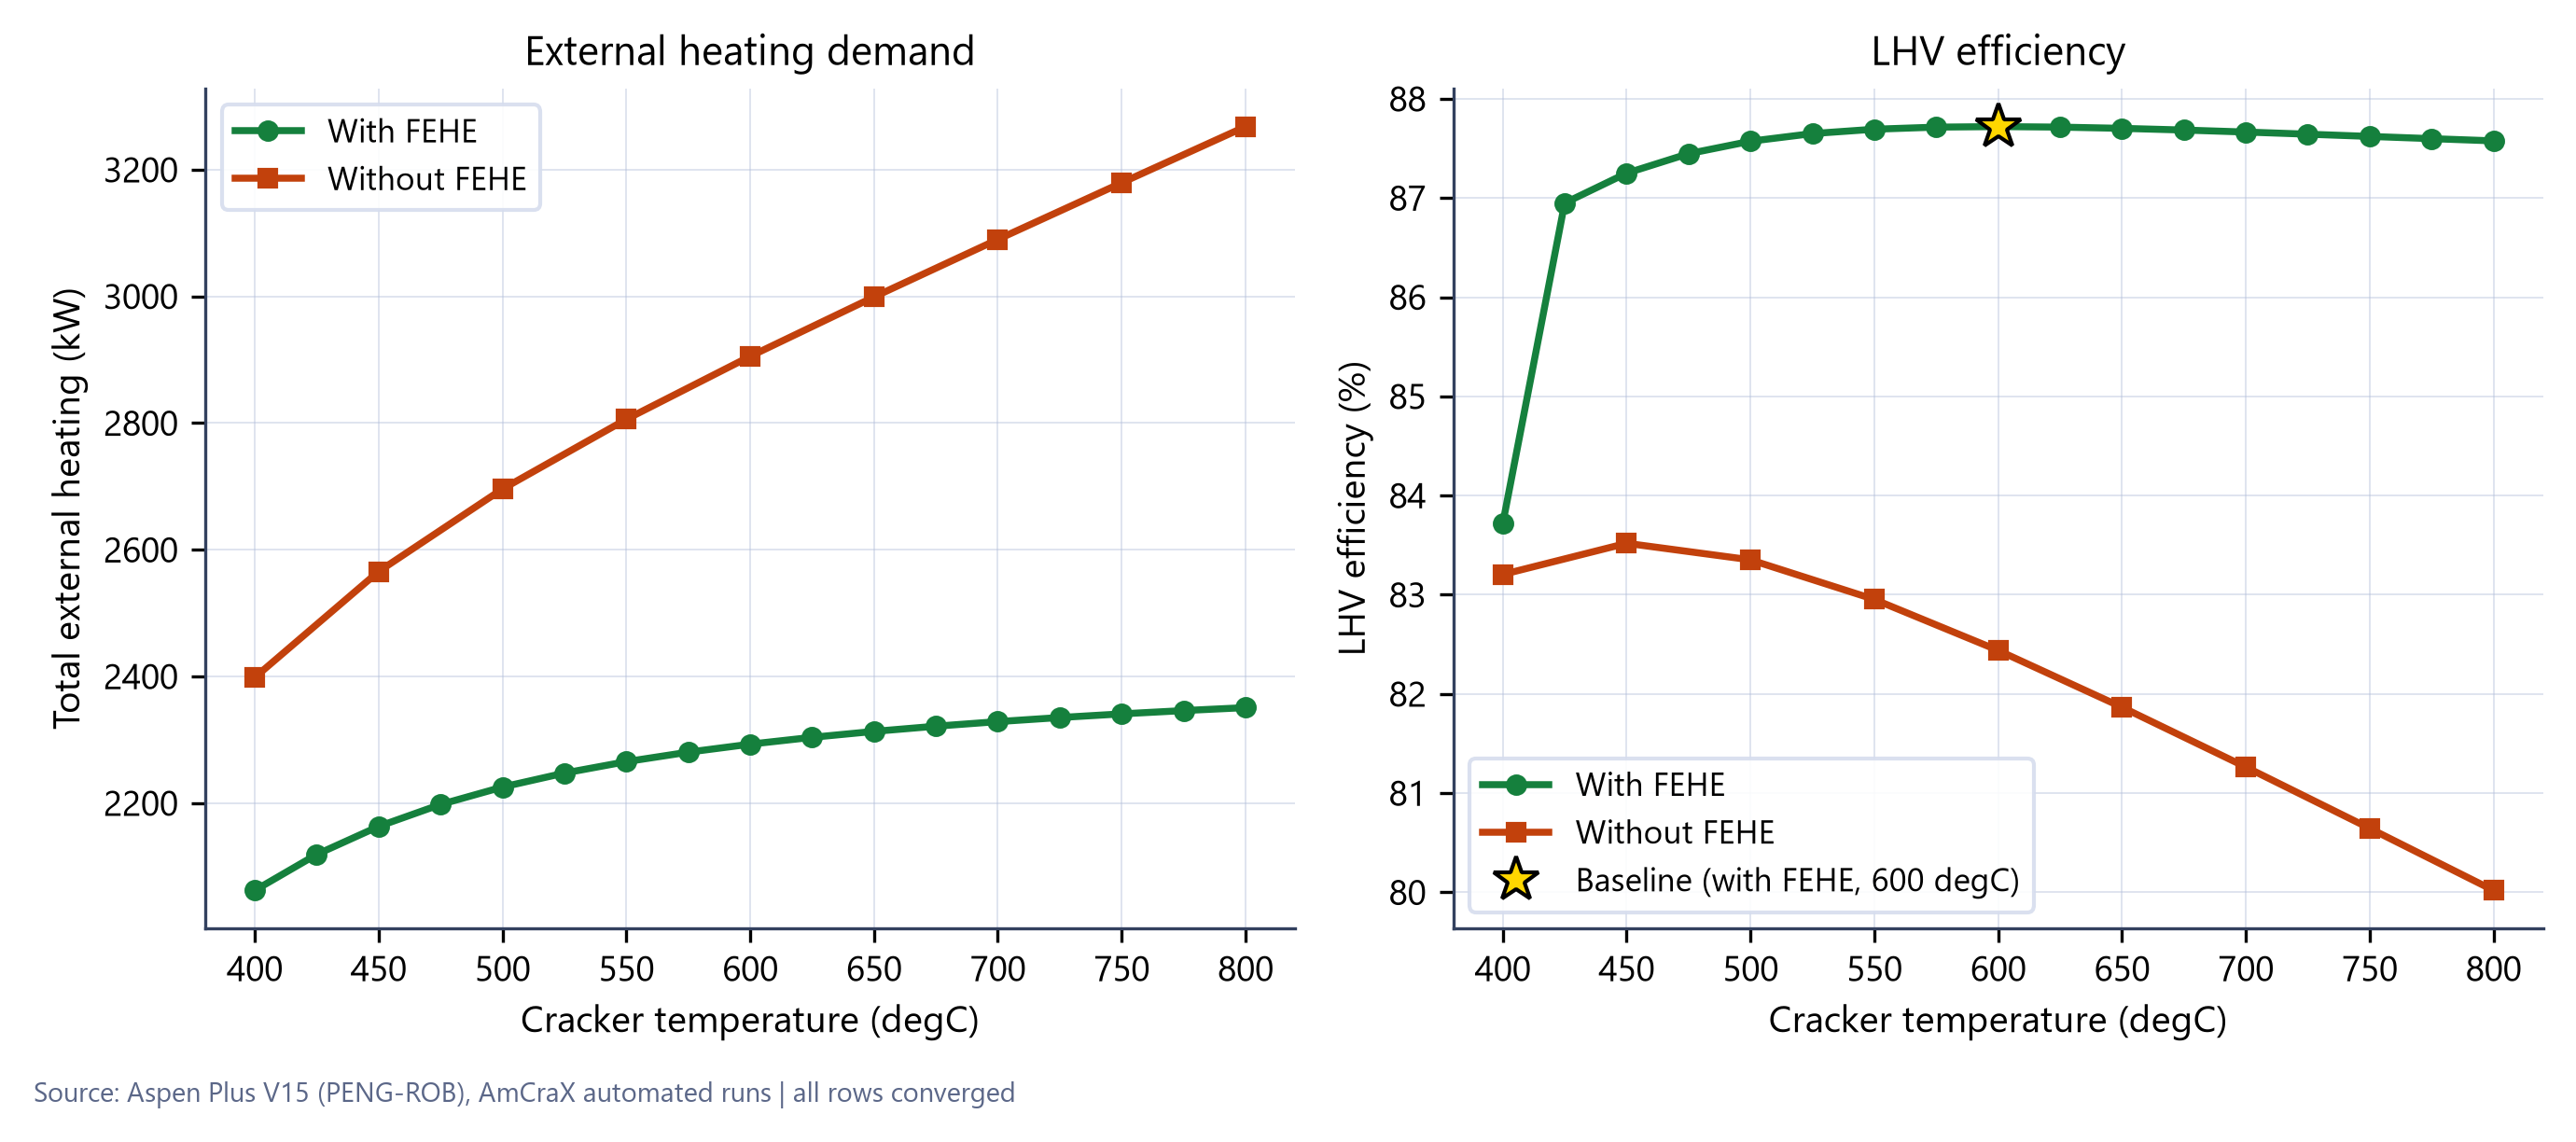 External heating demand
With FEHE
Without FEHE
3200
3000
2800
2600
2400
2200
Total external heating (kW)
400 450 500 550 600 650 700 750 800
Cracker temperature (degC)
LHV efficiency
88
87
86
85
84
83
82
81
80
LHV efficiency (%)
With FEHE
Without FEHE
Baseline (with FEHE, 600 degC)
400 450 500 550 600 650 700 750 800
Cracker temperature (degC)
Source: Aspen Plus V15 (PENG-ROB), AmCraX automated runs | all rows converged